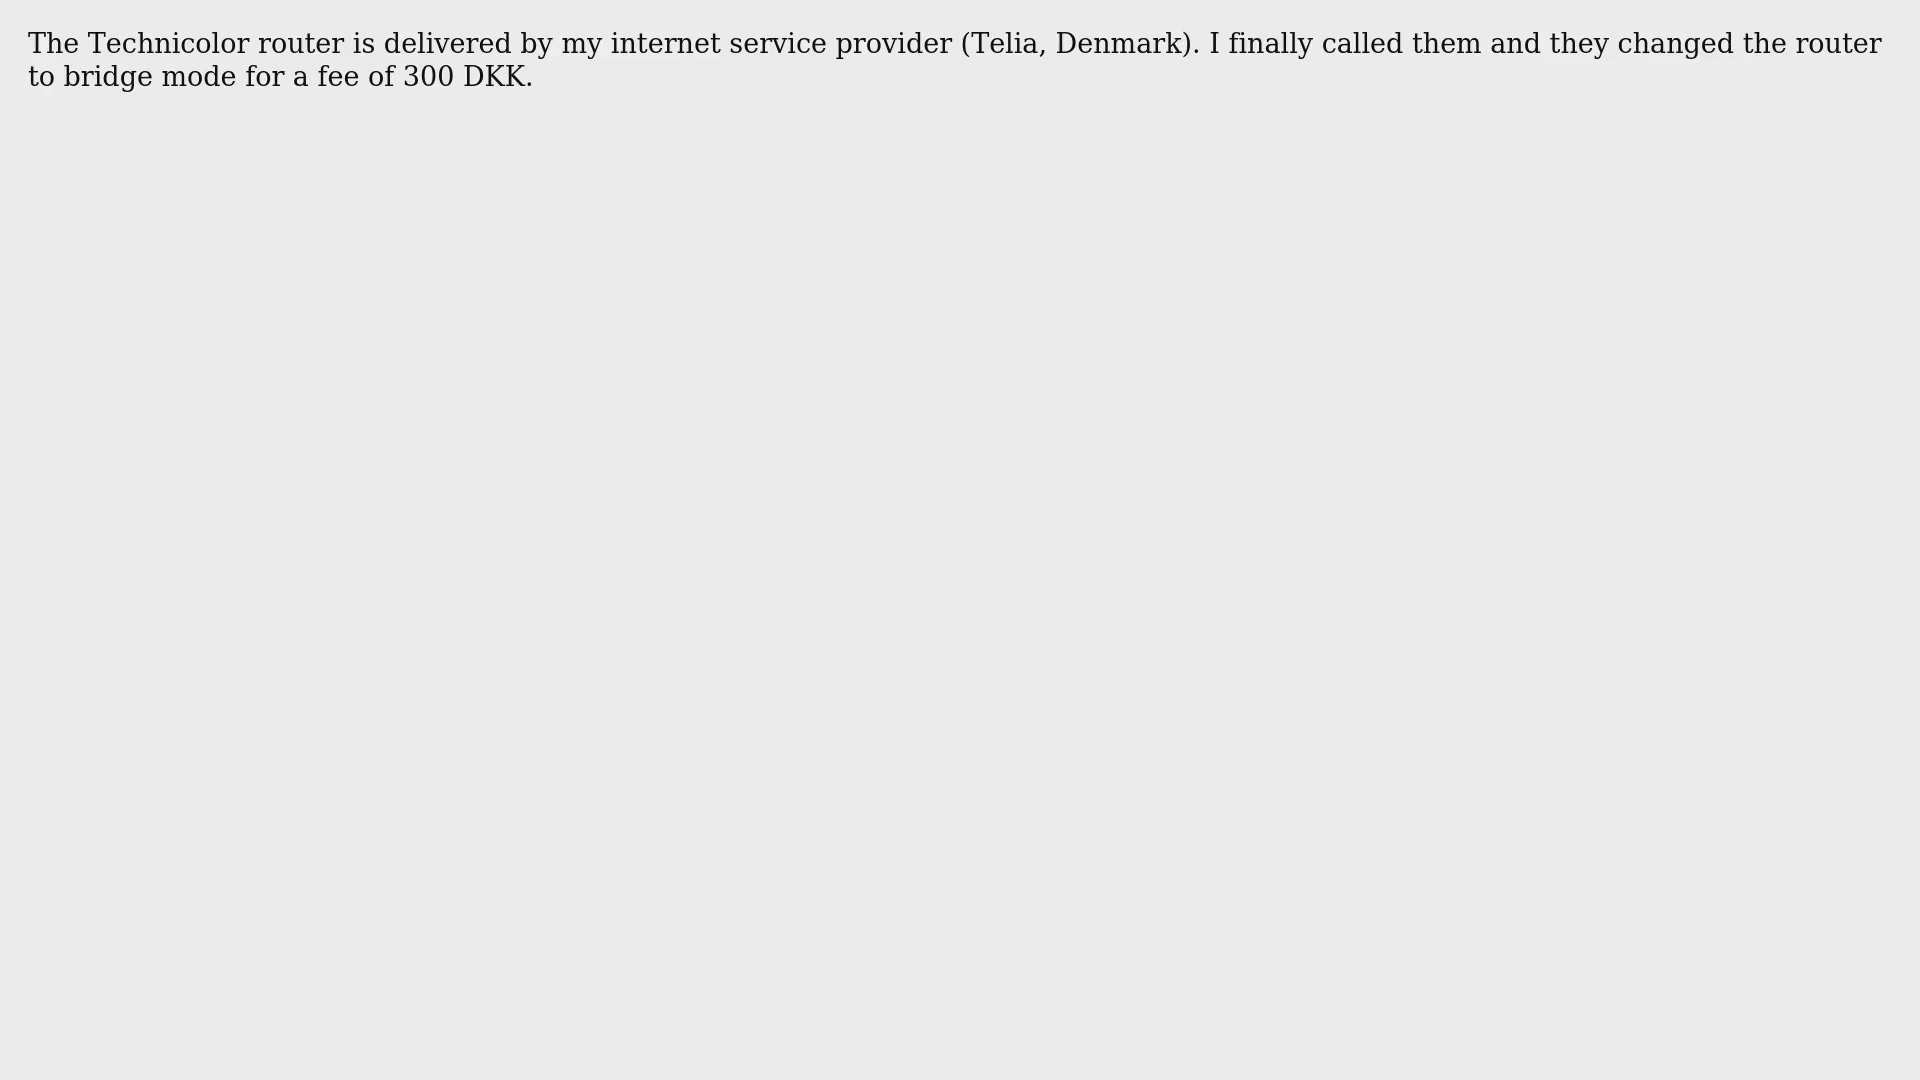 The Technicolor router is delivered by my internet service provider (Telia, Denmark). I finally called them and they changed the router
to bridge mode for a fee of 300 DKK.